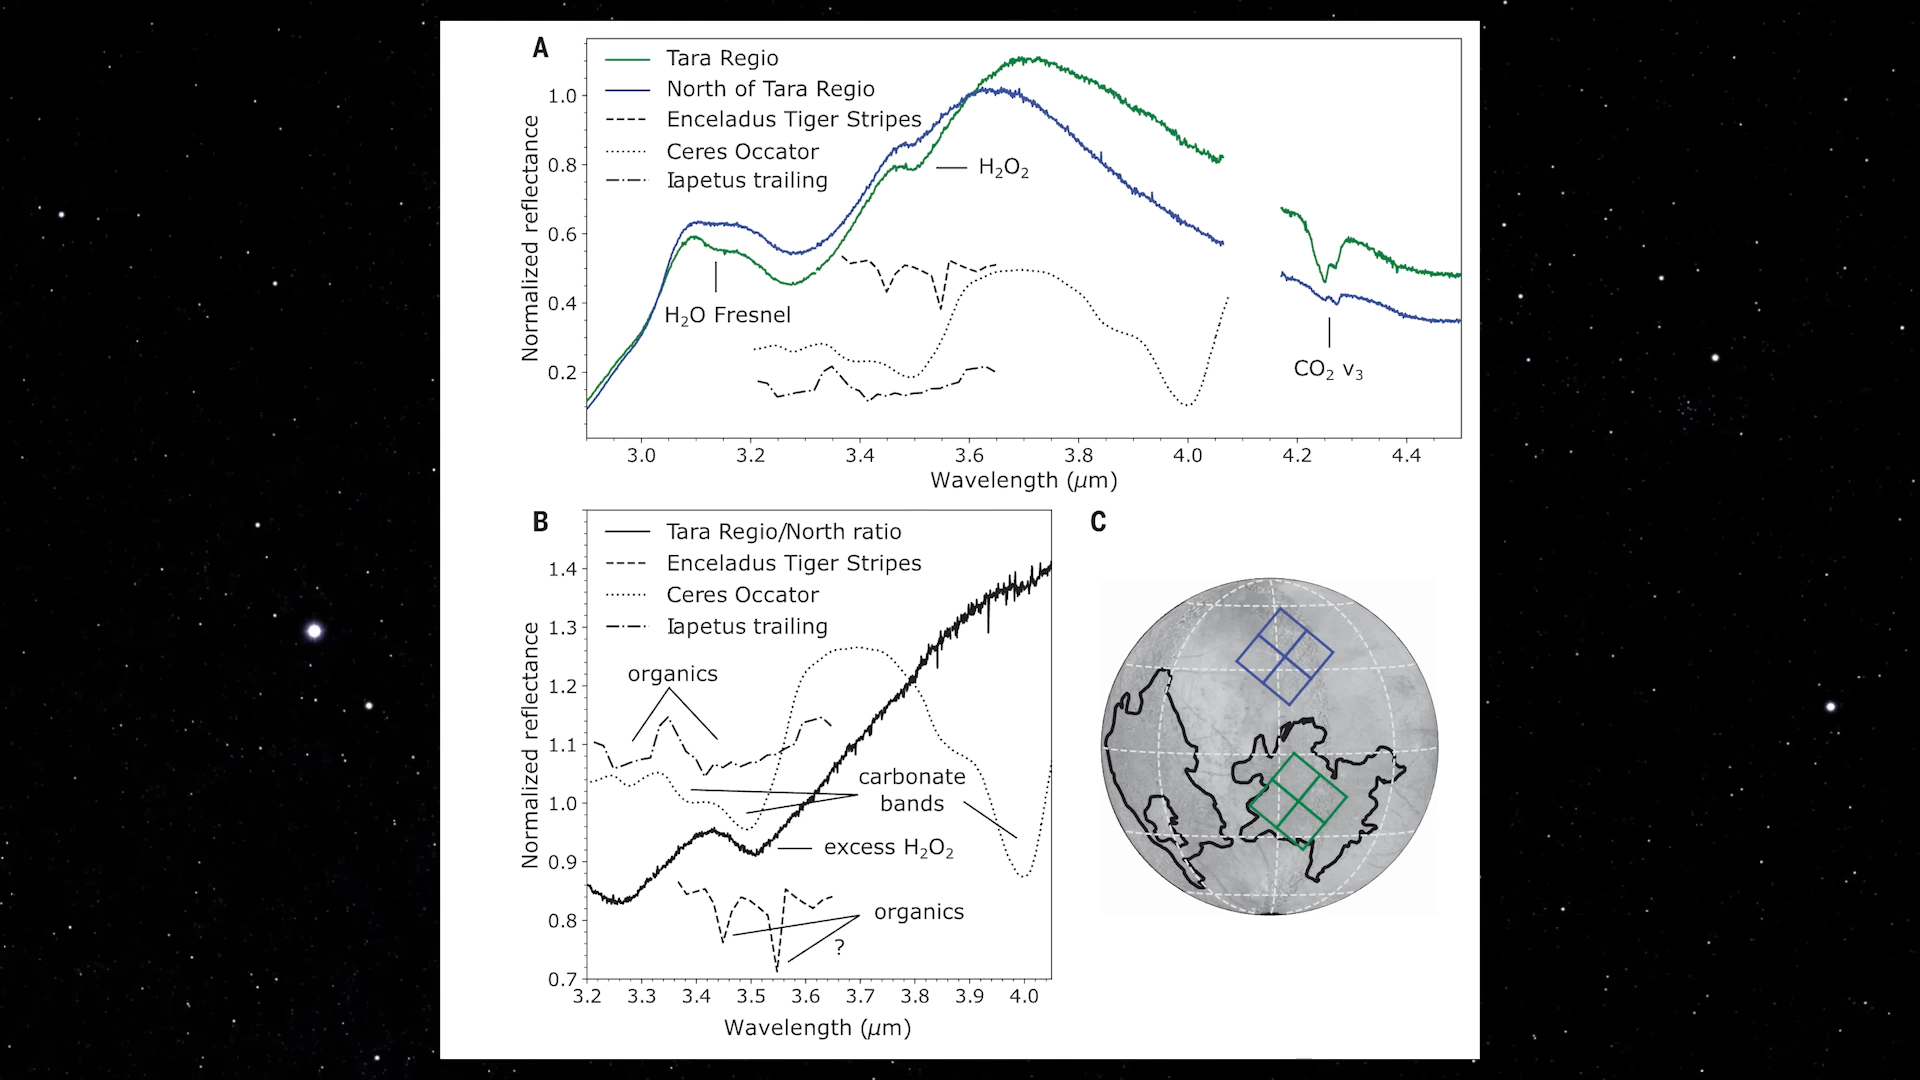 A
Tara Regio
North of Tara Regio
Enceladus Tiger Stripes
Ceres Occator
Iapetus trailing
H₂O₂
H₂O Fresnel
CO₂ v₃
Normalized reflectance
1.0
0.8
0.6
0.4
0.2
3.0 3.2 3.4 3.6 3.8 4.0 4.2 4.4
Wavelength (μm)
B
Tara Regio/North ratio
Enceladus Tiger Stripes
Ceres Occator
Iapetus trailing
organics
carbonate
bands
excess H₂O₂
organics
?
Normalized reflectance
1.4
1.3
1.2
1.1
1.0
0.9
0.8
0.7
3.2 3.3 3.4 3.5 3.6 3.7 3.8 3.9 4.0
Wavelength (μm)
C